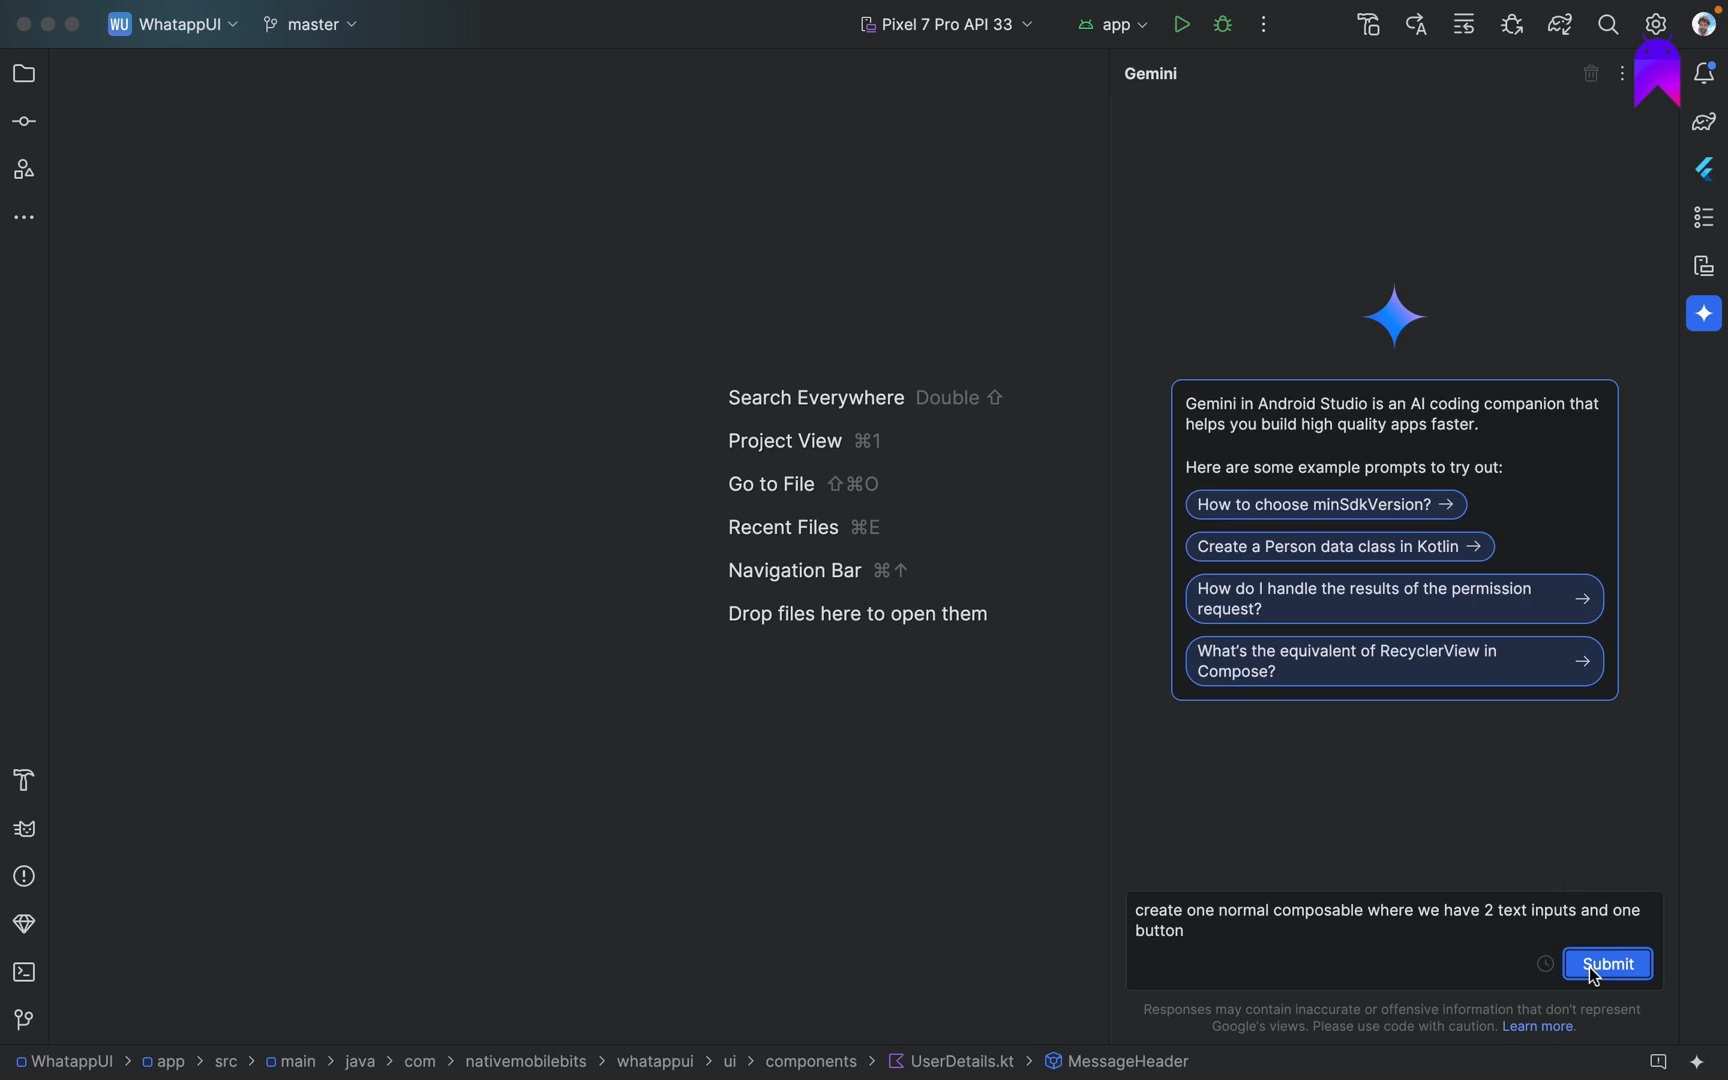 WU WhatappUI master Pixel 7 Pro API 33 app
Gemini
Search Everywhere Double ⇧
Project View ⌘1
Go to File ⇧⌘O
Recent Files ⌘E
Navigation Bar ⌘↑
Drop files here to open them
Gemini in Android Studio is an AI coding companion that
helps you build high quality apps faster.
Here are some example prompts to try out:
How to choose minSdkVersion? →
Create a Person data class in Kotlin →
How do I handle the results of the permission
request? →
What's the equivalent of RecyclerView in
Compose? →
create one normal composable where we have 2 text inputs and one
button
Submit
Responses may contain inaccurate or offensive information that don't represent
Google's views. Please use code with caution. Learn more.
WhatappUI > app > src > main > java > com > nativemobilebits > whatappui > ui > components > UserDetails.kt > MessageHeader